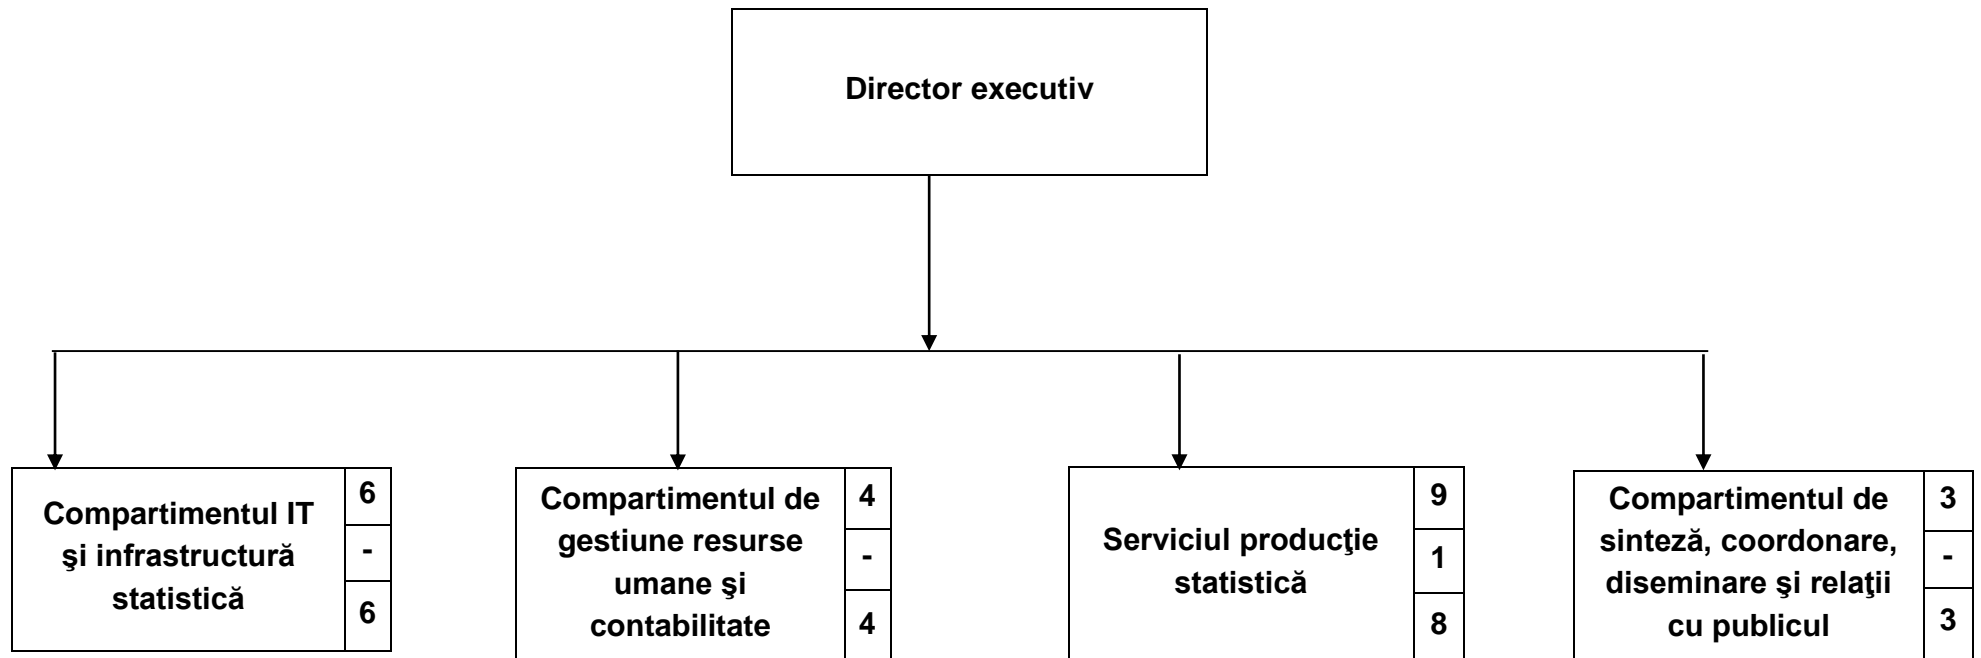 Director executiv
Compartimentul IT
şi infrastructură
statistică
6
-
6
Compartimentul de
gestiune resurse
umane şi
contabilitate
4
-
4
Serviciul producţie
statistică
9
1
8
Compartimentul de
sinteză, coordonare,
diseminare şi relaţii
cu publicul
3
-
3